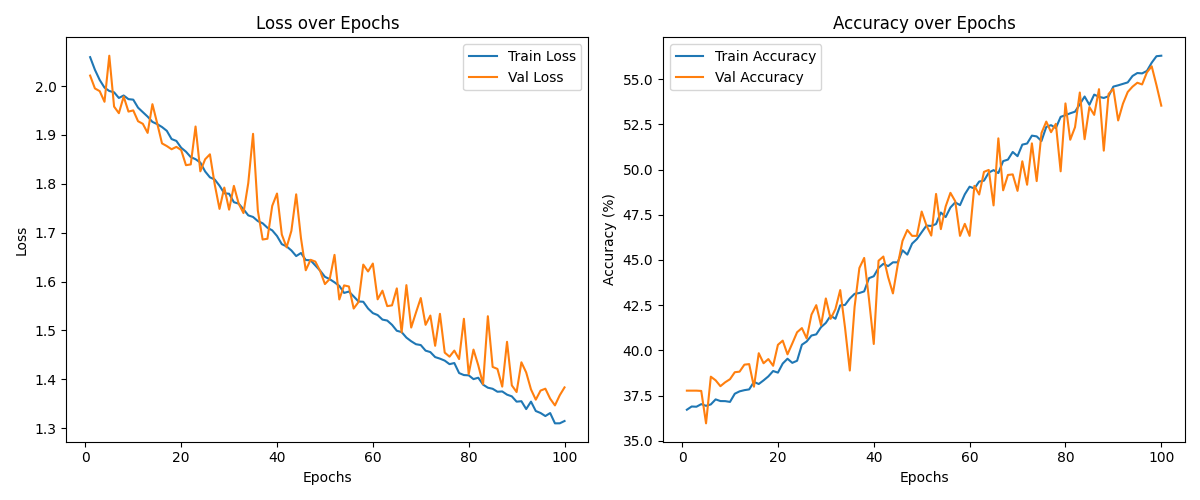 Loss over Epochs
Train Loss
Val Loss
2.0
1.9
1.8
1.7
1.6
1.5
1.4
1.3
Loss
0 20 40 60 80 100
Epochs
Accuracy over Epochs
Train Accuracy
Val Accuracy
55.0
52.5
50.0
47.5
45.0
42.5
40.0
37.5
35.0
Accuracy (%)
0 20 40 60 80 100
Epochs